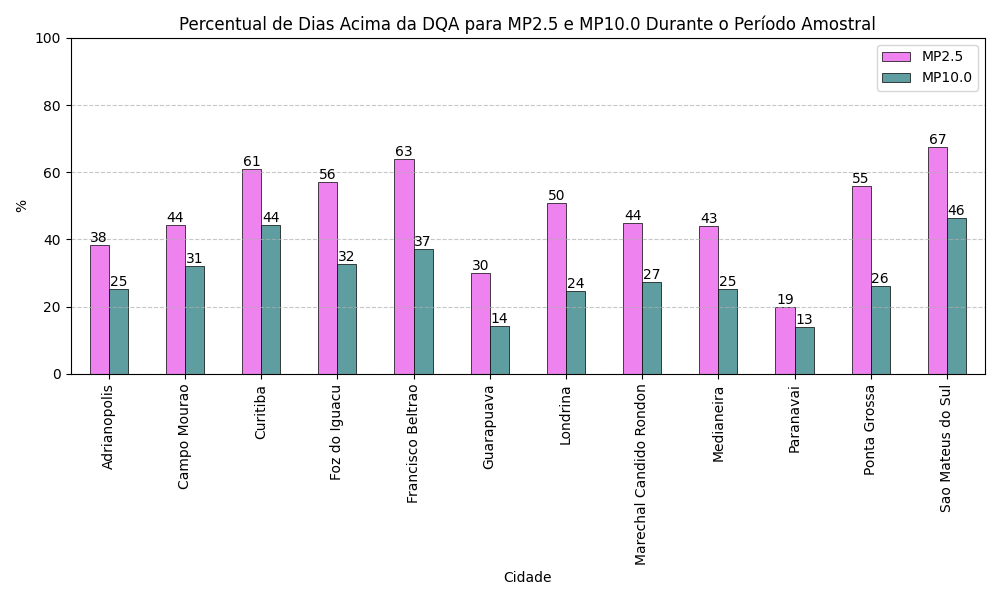 Percentual de Dias Acima da DQA para MP2.5 e MP10.0 Durante o Período Amostral
MP2.5
MP10.0
%
100
80
60
40
20
0
38
25
44
31
61
44
56
32
63
37
30
14
50
24
44
27
43
25
19
13
55
26
67
46
Adrianopolis
Campo Mourao
Curitiba
Foz do Iguacu
Francisco Beltrao
Guarapuava
Londrina
Marechal Candido Rondon
Medianeira
Paranavai
Ponta Grossa
Sao Mateus do Sul
Cidade